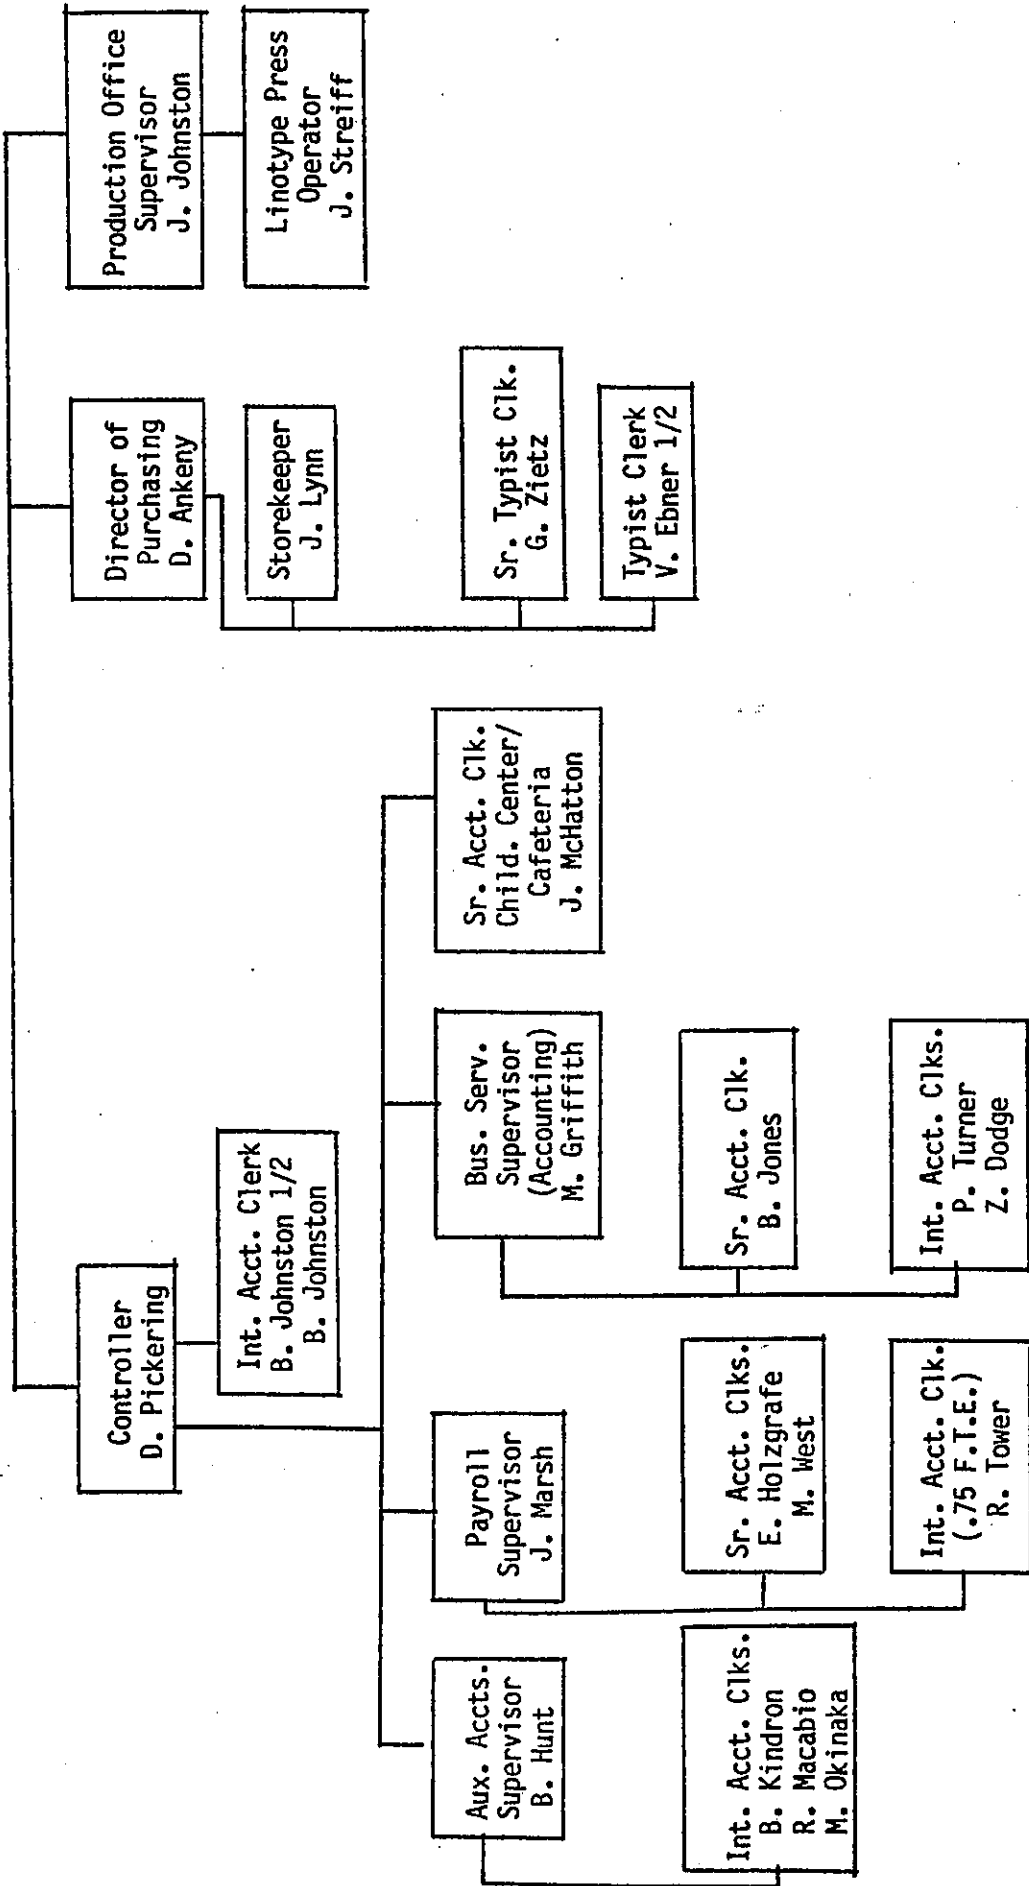 Controller
D. Pickering
Int. Acct. Clerk
B. Johnston 1/2
B. Johnston
Aux. Accts.
Supervisor
B. Hunt
Int. Acct. Clks.
B. Kindron
R. Macabio
M. Okinaka
Payroll
Supervisor
J. Marsh
Sr. Acct. Clks.
E. Holzgrafe
M. West
Int. Acct. Clk.
(.75 F.T.E.)
R. Tower
Bus. Serv.
Supervisor
(Accounting)
M. Griffith
Sr. Acct. Clk.
B. Jones
Int. Acct. Clks.
P. Turner
Z. Dodge
Sr. Acct. Clk.
Child. Center/
Cafeteria
J. McHatton
Director of
Purchasing
D. Ankeny
Storekeeper
J. Lynn
Sr. Typist Clk.
G. Zietz
Typist Clerk
V. Ebner 1/2
Production Office
Supervisor
J. Johnston
Linotype Press
Operator
J. Streiff